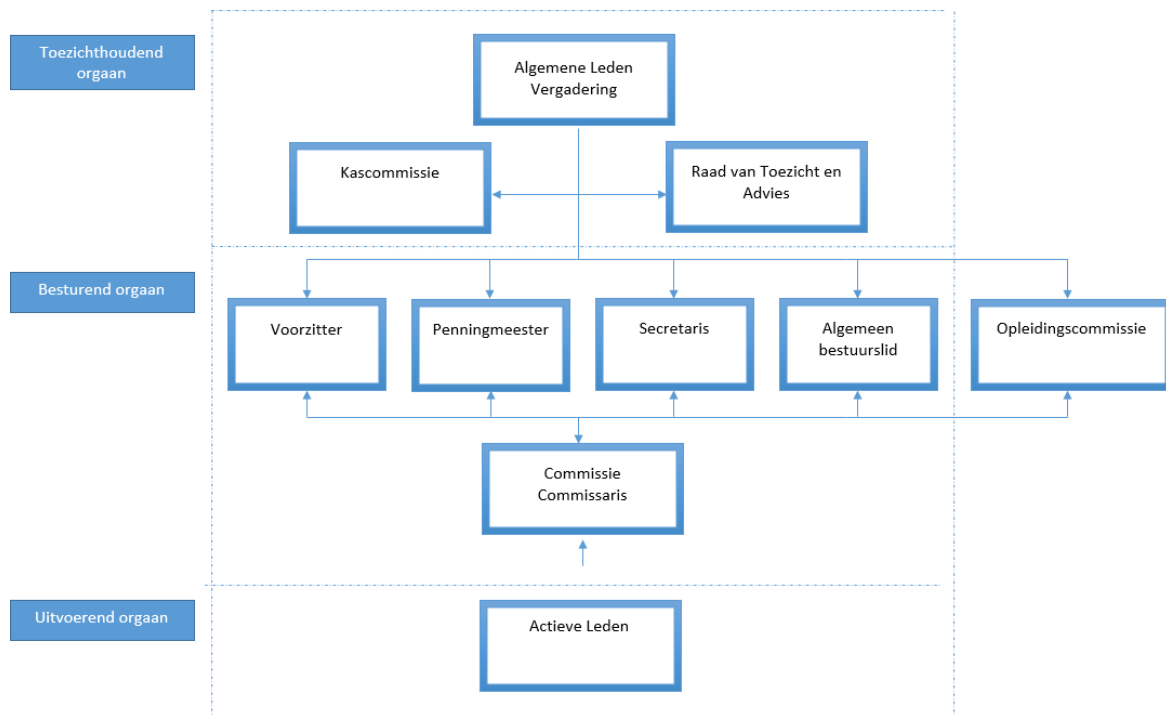 Toezichthoudend
orgaan
Algemene Leden
Vergadering
Kascommissie
Raad van Toezicht en
Advies
Besturend orgaan
Voorzitter
Penningmeester
Secretaris
Algemeen
bestuurslid
Opleidingscommissie
Commissie
Commissaris
Uitvoerend orgaan
Actieve Leden